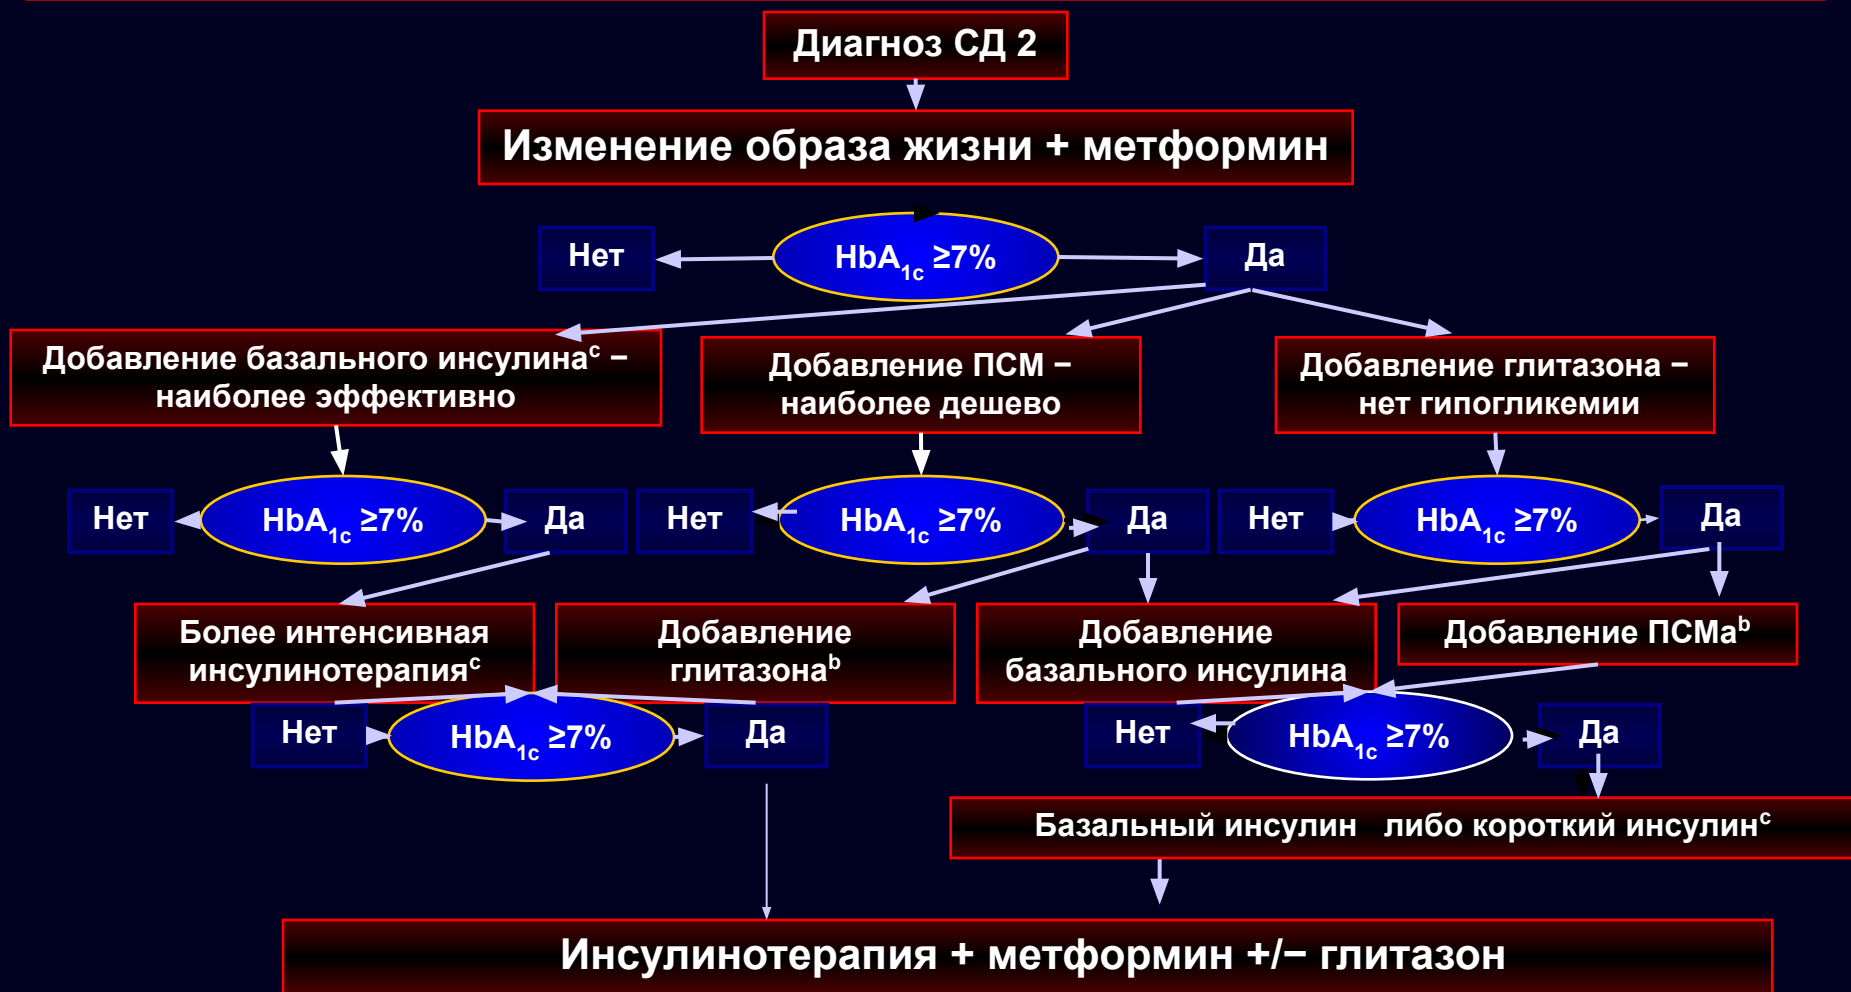 Диагноз СД 2
Изменение образа жизни + метформин
Нет
HbA1c ≥7%
Да
Добавление базального инсулинаc –
наиболее эффективно
Добавление ПСМ –
наиболее дешево
Добавление глитазона –
нет гипогликемии
Нет
HbA1c ≥7%
Да
Нет
HbA1c ≥7%
Да
Нет
HbA1c ≥7%
Да
Более интенсивная
инсулинотерапияc
Добавление
глитазонаb
Добавление
базального инсулина
Добавление ПСМаb
Нет
HbA1c ≥7%
Да
Нет
HbA1c ≥7%
Да
Базальный инсулин либо короткий инсулинc
Инсулинотерапия + метформин +/– глитазон